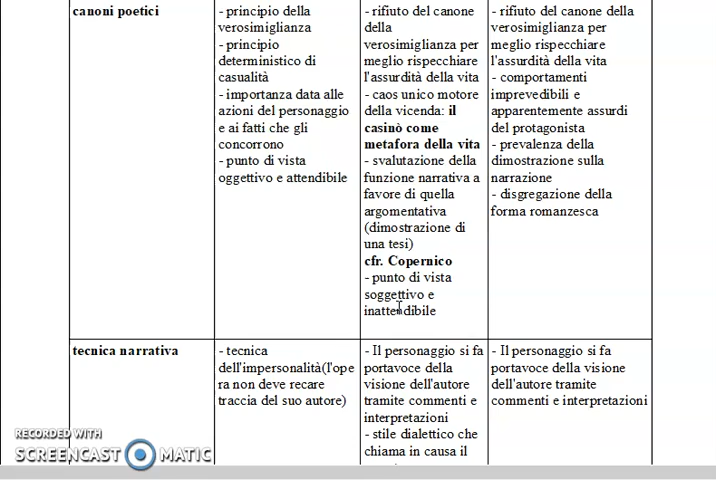 canoni poetici
- principio della
verosimiglianza
- principio
deterministico di
casualità
- importanza data alle
azioni del personaggio
e ai fatti che gli
concorrono
- punto di vista
oggettivo e attendibile
- rifiuto del canone
della
verosimiglianza per
meglio rispecchiare
l'assurdità della vita
- caos unico motore
della vicenda: il
casinò come
metafora della vita
- svalutazione della
funzione narrativa a
favore di quella
argomentativa
(dimostrazione di
una tesi)
cfr. Copernico
- punto di vista
soggettivo e
inattendibile
- rifiuto del canone della
verosimiglianza per
meglio rispecchiare
l'assurdità della vita
- comportamenti
imprevedibili e
apparentemente assurdi
del protagonista
- prevalenza della
dimostrazione sulla
narrazione
- disgregazione della
forma romanzesca
tecnica narrativa
- tecnica
dell'impersonalità(l'ope
ra non deve recare
traccia del suo autore)
- Il personaggio si fa
portavoce della
visione dell'autore
tramite commenti e
interpretazioni
- stile dialettico che
chiama in causa il
- Il personaggio si fa
portavoce della visione
dell'autore tramite
commenti e interpretazioni
RECORDED WITH
SCREENCAST MATIC